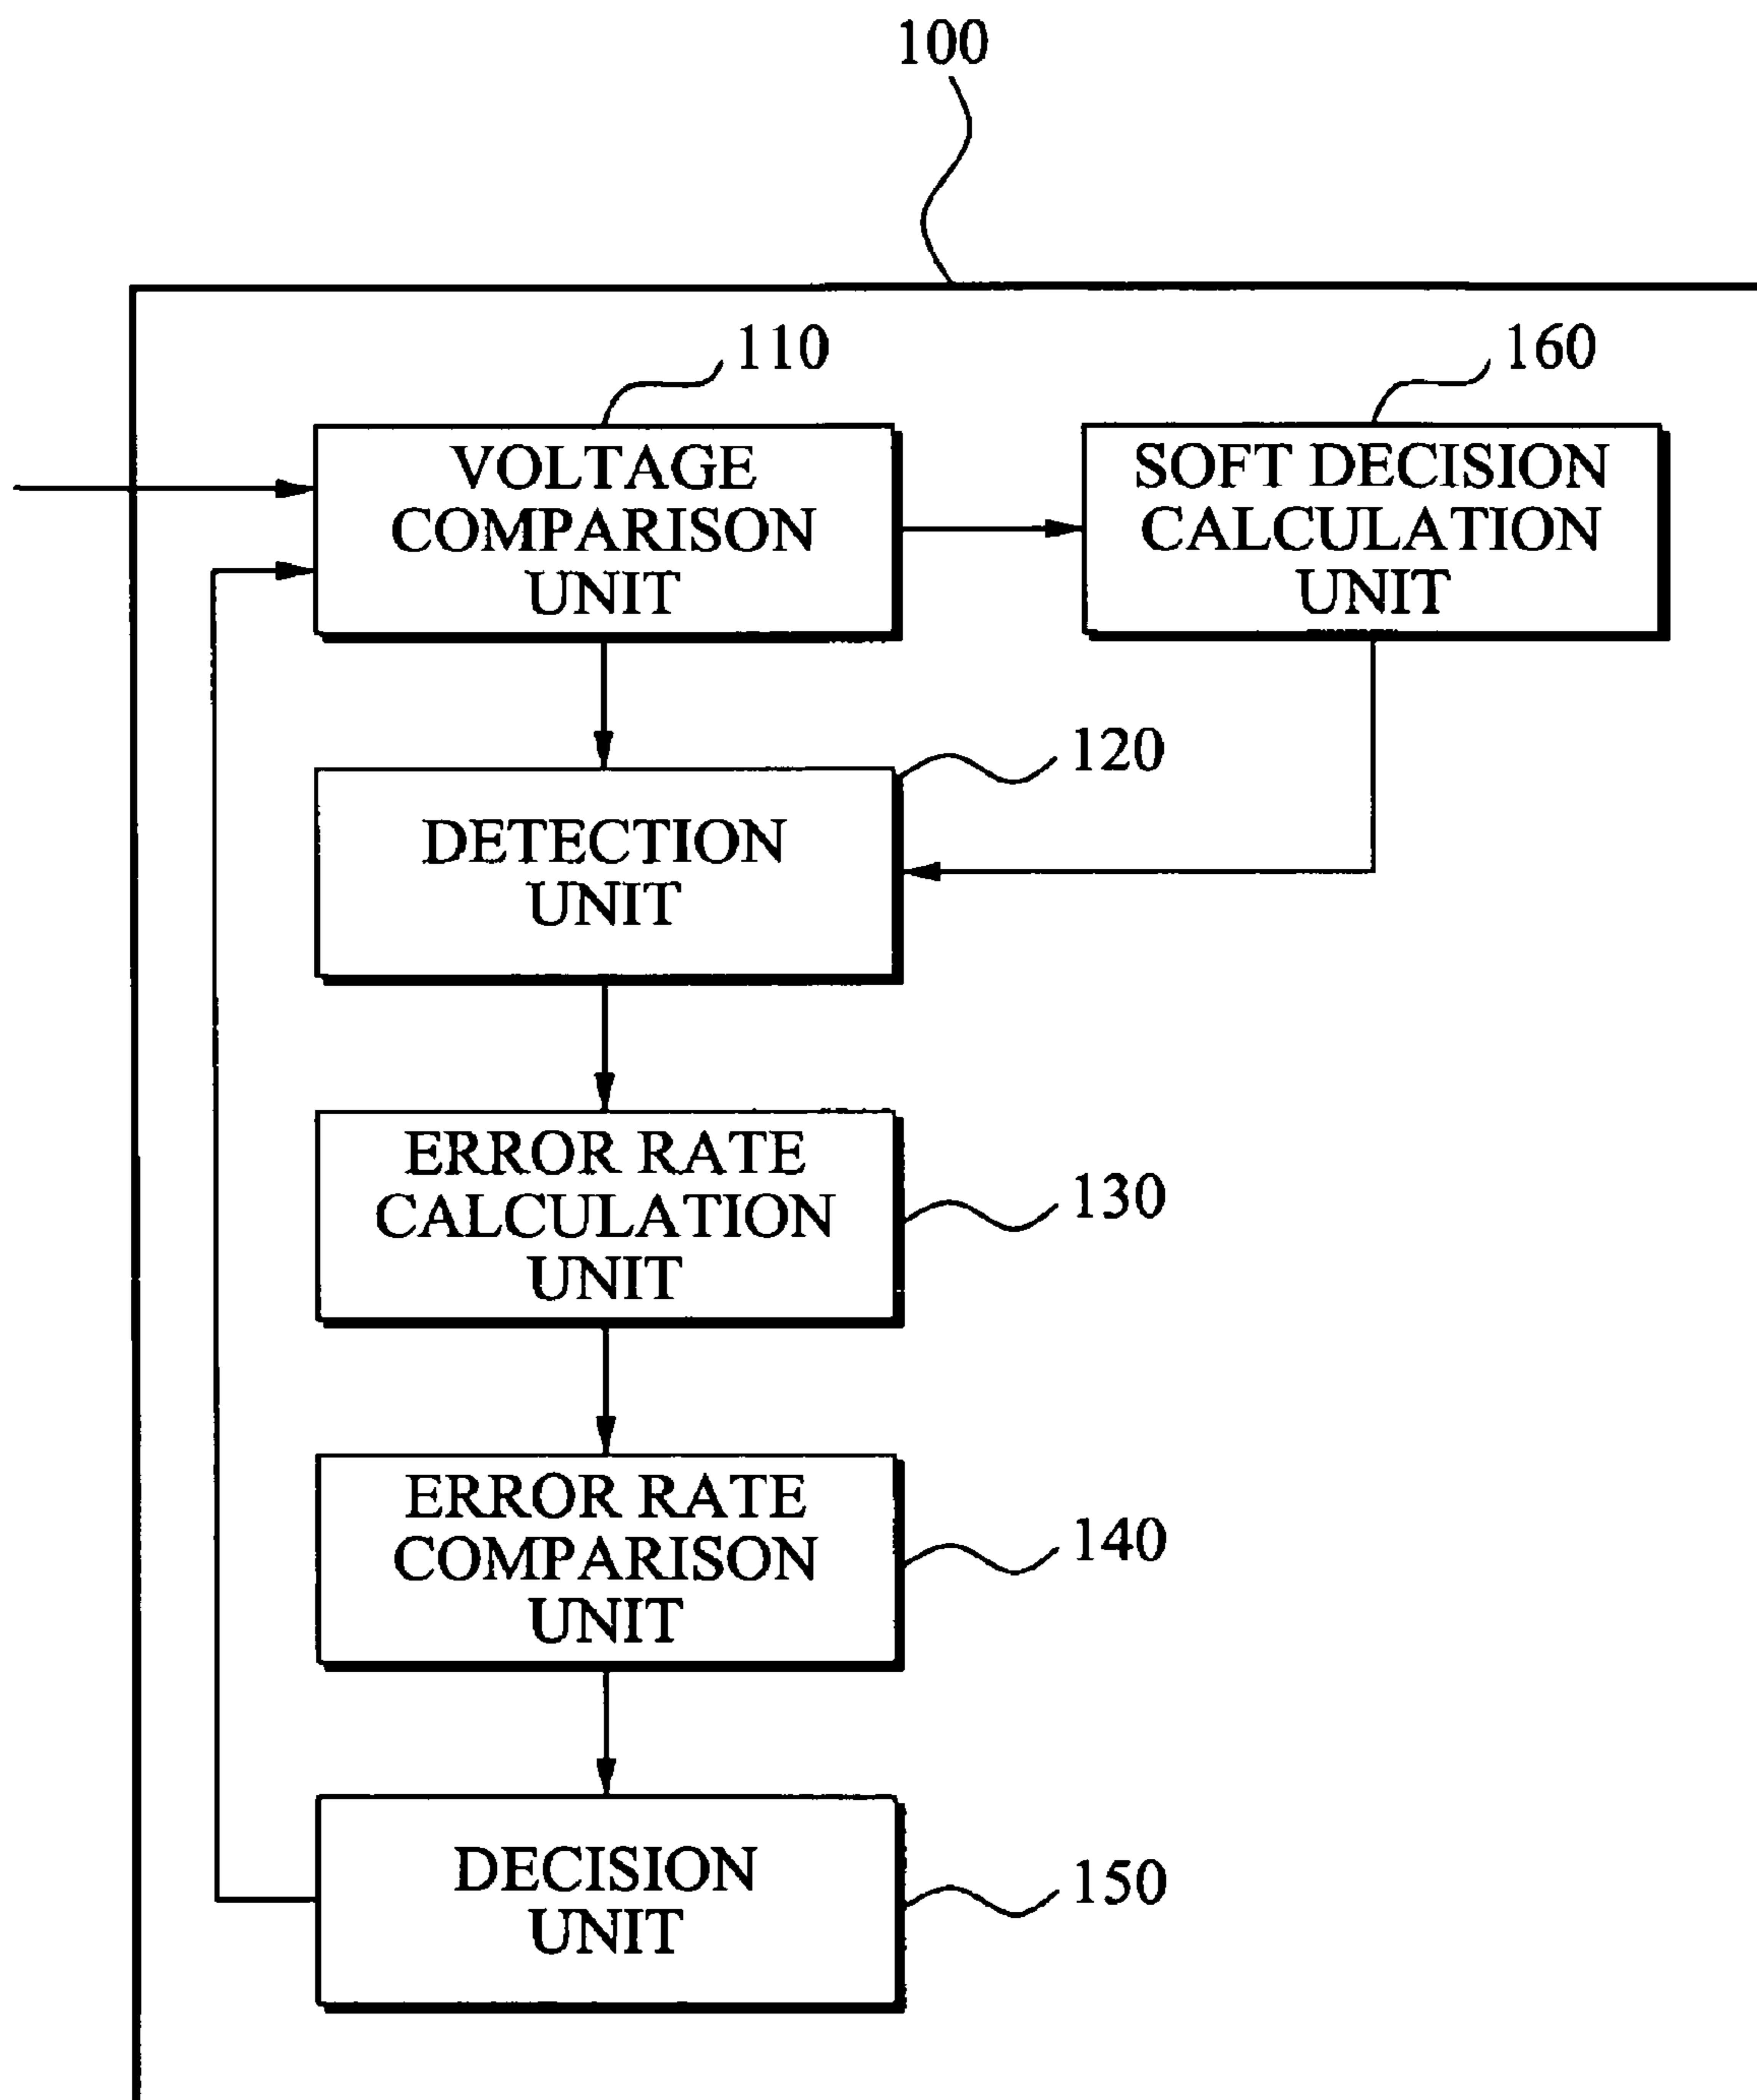 100
110
160
VOLTAGE
COMPARISON
UNIT
SOFT DECISION
CALCULATION
UNIT
120
DETECTION
UNIT
ERROR RATE
CALCULATION
UNIT
130
ERROR RATE
COMPARISON
UNIT
140
DECISION
UNIT
150